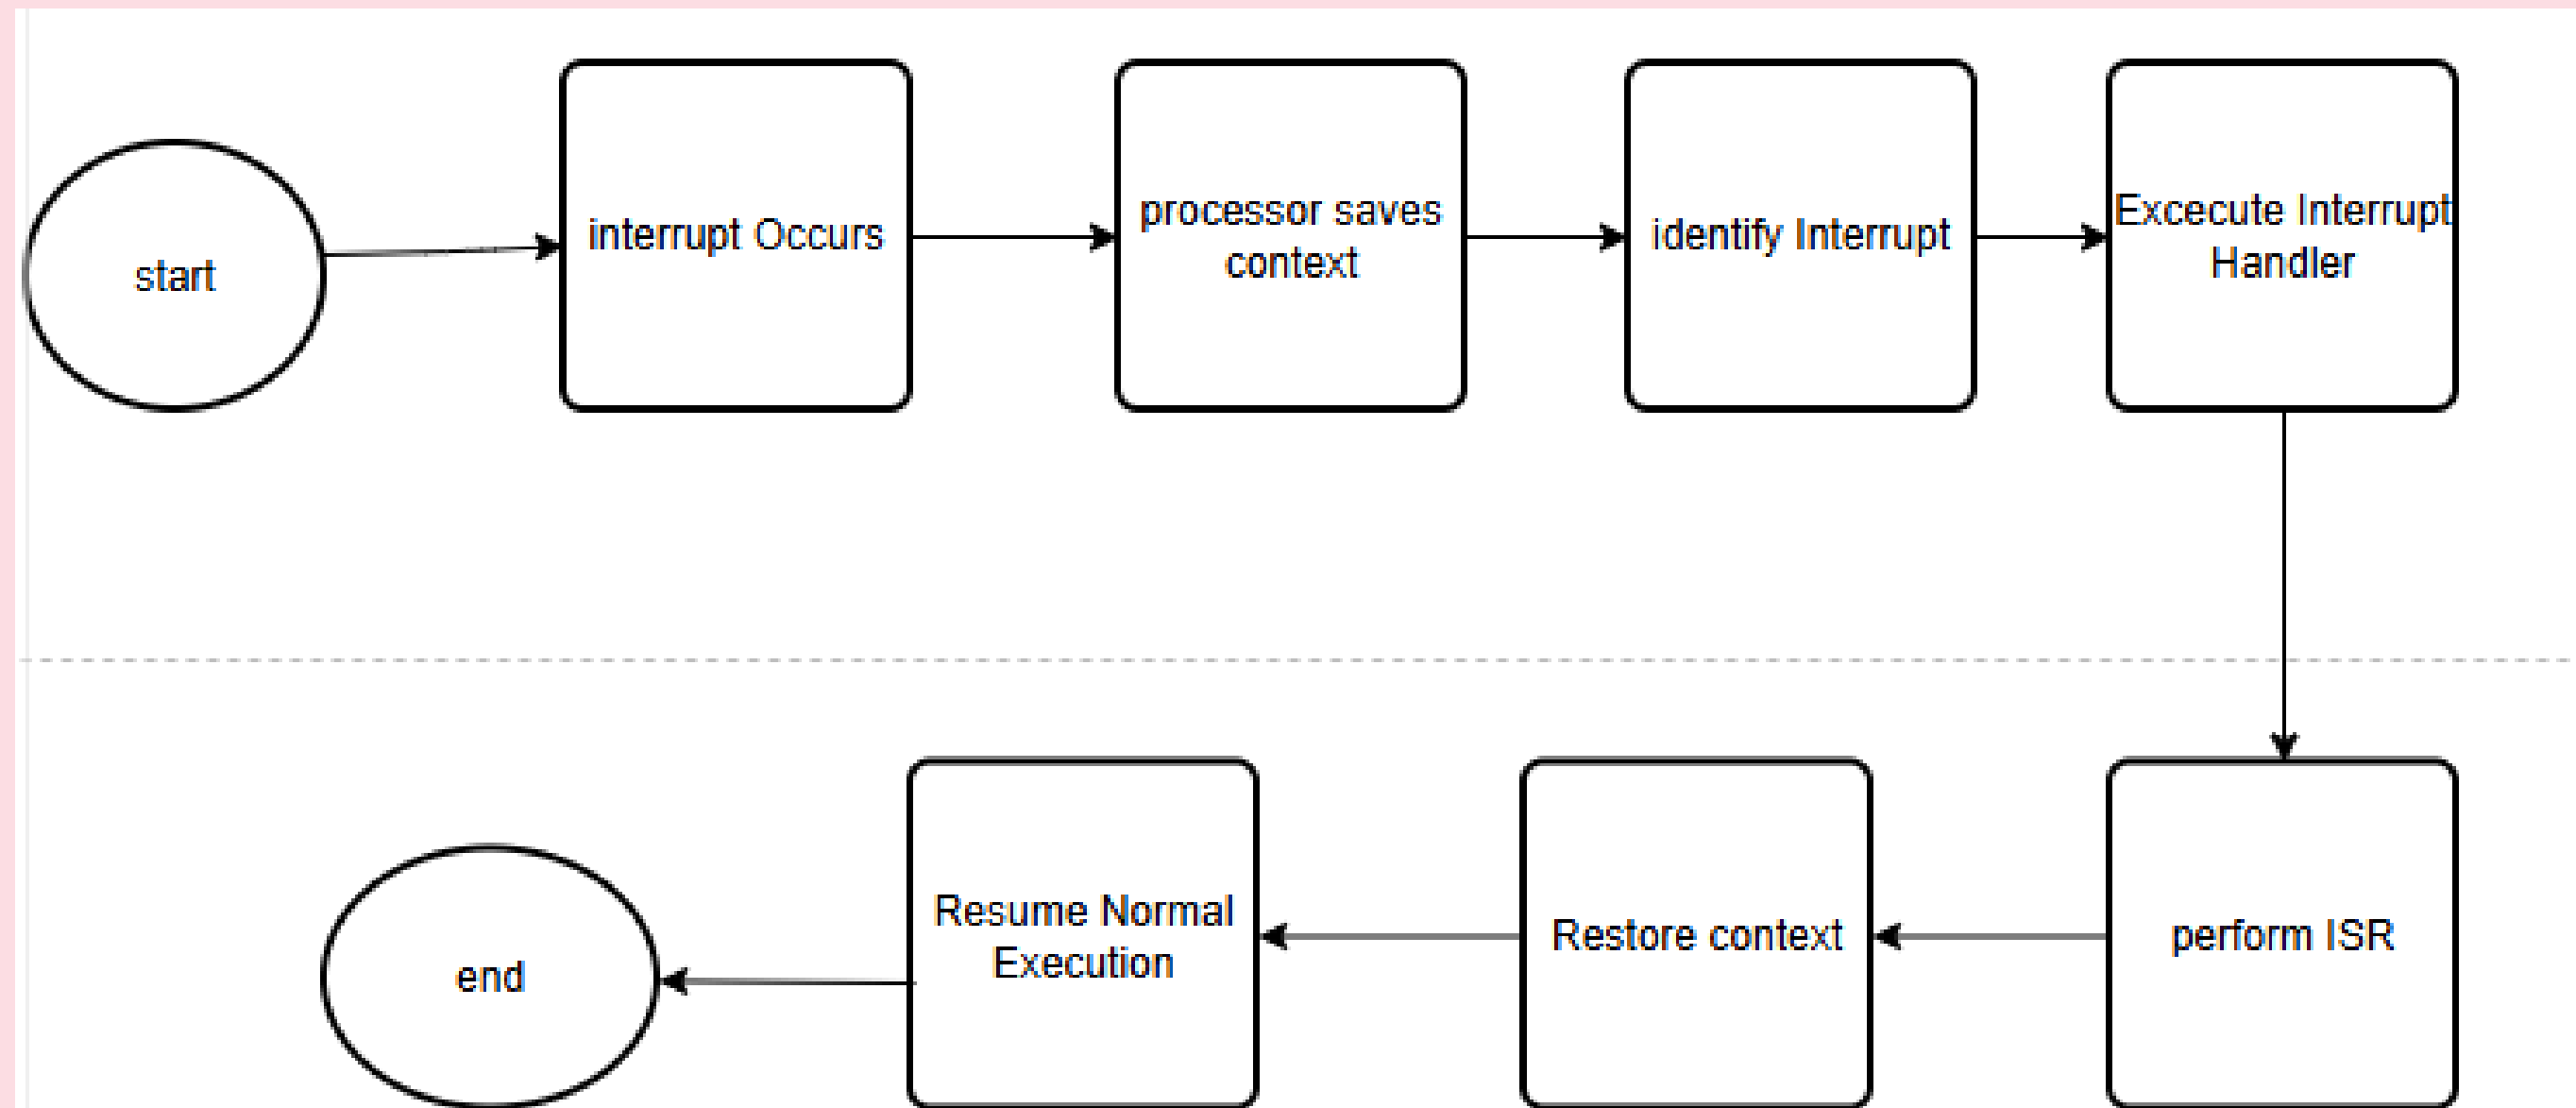 start
interrupt Occurs
processor saves
context
identify Interrupt
Excecute Interrupt
Handler
Resume Normal
Execution
Restore context
perform ISR
end